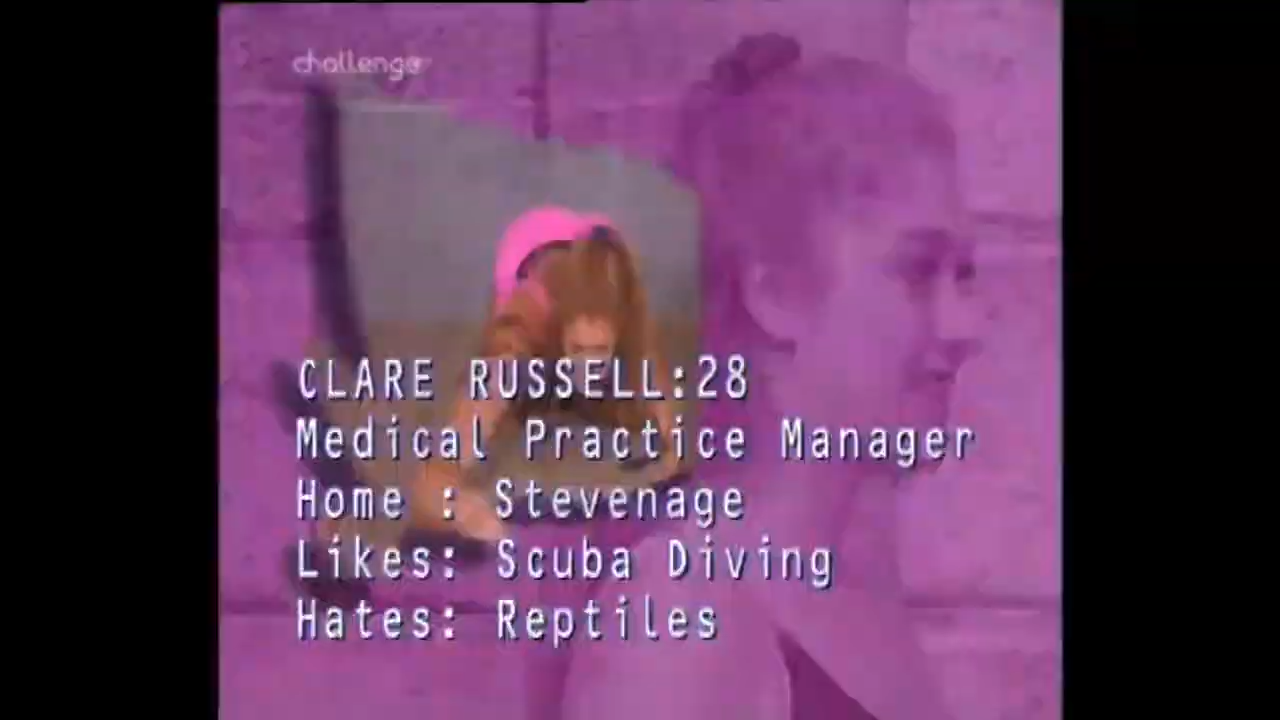 challenge
CLARE RUSSELL:28
Medical Practice Manager
Home : Stevenage
Likes: Scuba Diving
Hates: Reptiles